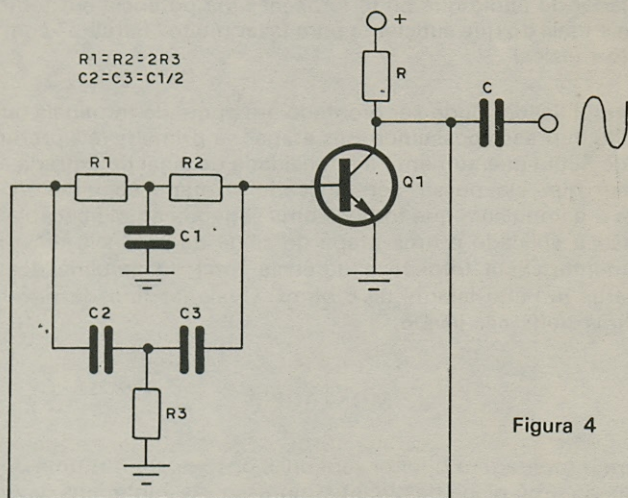 R1=R2=2R3
C2=C3=C1/2
+
R
C
R1
R2
Q1
C1
C2
C3
R3
Figura 4